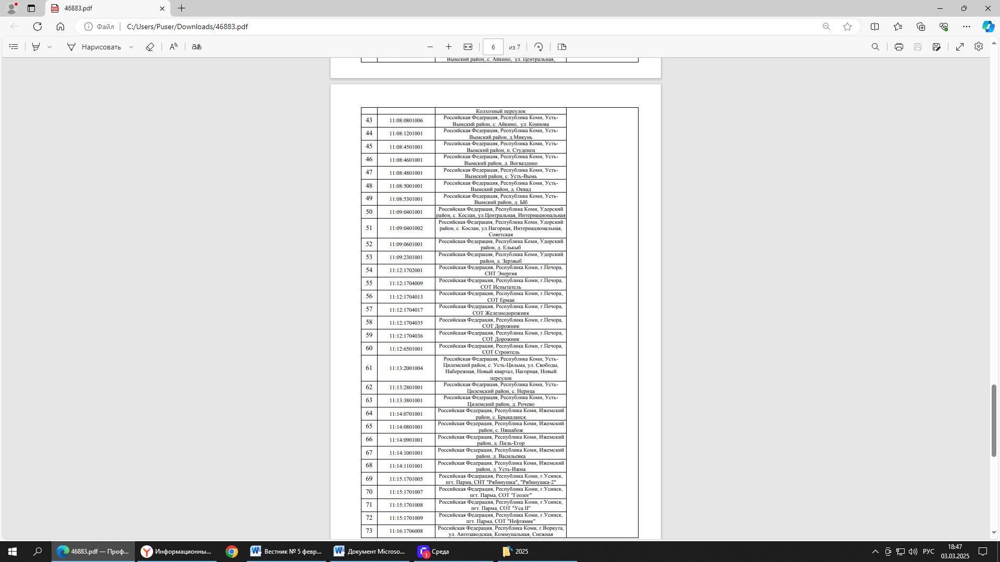 46883.pdf
Файл
C:/Users/Puser/Downloads/46883.pdf
Нарисовать
6 из 7
Вымский район, с. Айкино, ул. Центральная,
Колхозный переулок
43 11:08:0801006 Российская Федерация, Республика Коми, Усть-
Вымский район, с. Айкино, ул. Коинова
44 11:08:1201001 Российская Федерация, Республика Коми, Усть-
Вымский район, д.Микунь
45 11:08:4501001 Российская Федерация, Республика Коми, Усть-
Вымский район, п. Студенец
46 11:08:4601001 Российская Федерация, Республика Коми, Усть-
Вымский район, д. Вогваздино
47 11:08:4801001 Российская Федерация, Республика Коми, Усть-
Вымский район, с. Усть-Вымь
48 11:08:5001001 Российская Федерация, Республика Коми, Усть-
Вымский район, д. Оквад
49 11:08:5301001 Российская Федерация, Республика Коми, Усть-
Вымский район, д. Ыб
50 11:09:0401001 Российская Федерация, Республика Коми, Удорский
район, с. Кослан, ул.Центральная, Интернациональная
51 11:09:0401002 Российская Федерация, Республика Коми, Удорский
район, с. Кослан, ул.Нагорная, Интернациональная,
Советская
52 11:09:0601001 Российская Федерация, Республика Коми, Удорский
район, д. Елькыб
53 11:09:2301001 Российская Федерация, Республика Коми, Удорский
район, д. Зерзяыб
54 11:12:1702001 Российская Федерация, Республика Коми, г.Печора,
СНТ Энергия
55 11:12:1704009 Российская Федерация, Республика Коми, г.Печора,
СОТ Испытатель
56 11:12:1704013 Российская Федерация, Республика Коми, г.Печора,
СОТ Ермак
57 11:12:1704017 Российская Федерация, Республика Коми, г.Печора,
СОТ Железнодорожник
58 11:12:1704035 Российская Федерация, Республика Коми, г.Печора,
СОТ Дорожник
59 11:12:1704036 Российская Федерация, Республика Коми, г.Печора,
СОТ Дорожник
60 11:12:6501001 Российская Федерация, Республика Коми, г.Печора,
СОТ Строитель
61 11:13:2001004 Российская Федерация, Республика Коми, Усть-
Цилемский район, с. Усть-Цильма, ул. Свободы,
Набережная, Новый квартал, Нагорная, Новый
переулок
62 11:13:2801001 Российская Федерация, Республика Коми, Усть-
Цилемский район, с. Нерица
63 11:13:3801001 Российская Федерация, Республика Коми, Усть-
Цилемский район, д. Рочево
64 11:14:0701001 Российская Федерация, Республика Коми, Ижемский
район, с. Брыкаланск
65 11:14:0801001 Российская Федерация, Республика Коми, Ижемский
район, с. Няшабож
66 11:14:0901001 Российская Федерация, Республика Коми, Ижемский
район, д. Пиль-Егор
67 11:14:1001001 Российская Федерация, Республика Коми, Ижемский
район, д. Васильевка
68 11:14:1101001 Российская Федерация, Республика Коми, Ижемский
район, д. Усть-Ижма
69 11:15:1701005 Российская Федерация, Республика Коми, г.Усинск,
пгт. Парма, СНТ "Рябинушка", "Рябинушка-2"
70 11:15:1701007 Российская Федерация, Республика Коми, г.Усинск,
пгт. Парма, СОТ "Геолог"
71 11:15:1701008 Российская Федерация, Республика Коми, г.Усинск,
пгт. Парма, СОТ "Уса II"
72 11:15:1701009 Российская Федерация, Республика Коми, г.Усинск,
пгт. Парма, СОТ "Нефтяник"
73 11:16:1706008 Российская Федерация, Республика Коми, г.Воркута,
ул. Автозаводская, Коммунальная, Снежная
46883.pdf — Проф...
Информационны...
Вестник № 5 февр...
Документ Microso...
1
Среда
2025
РУС
18:47
03.03.2025